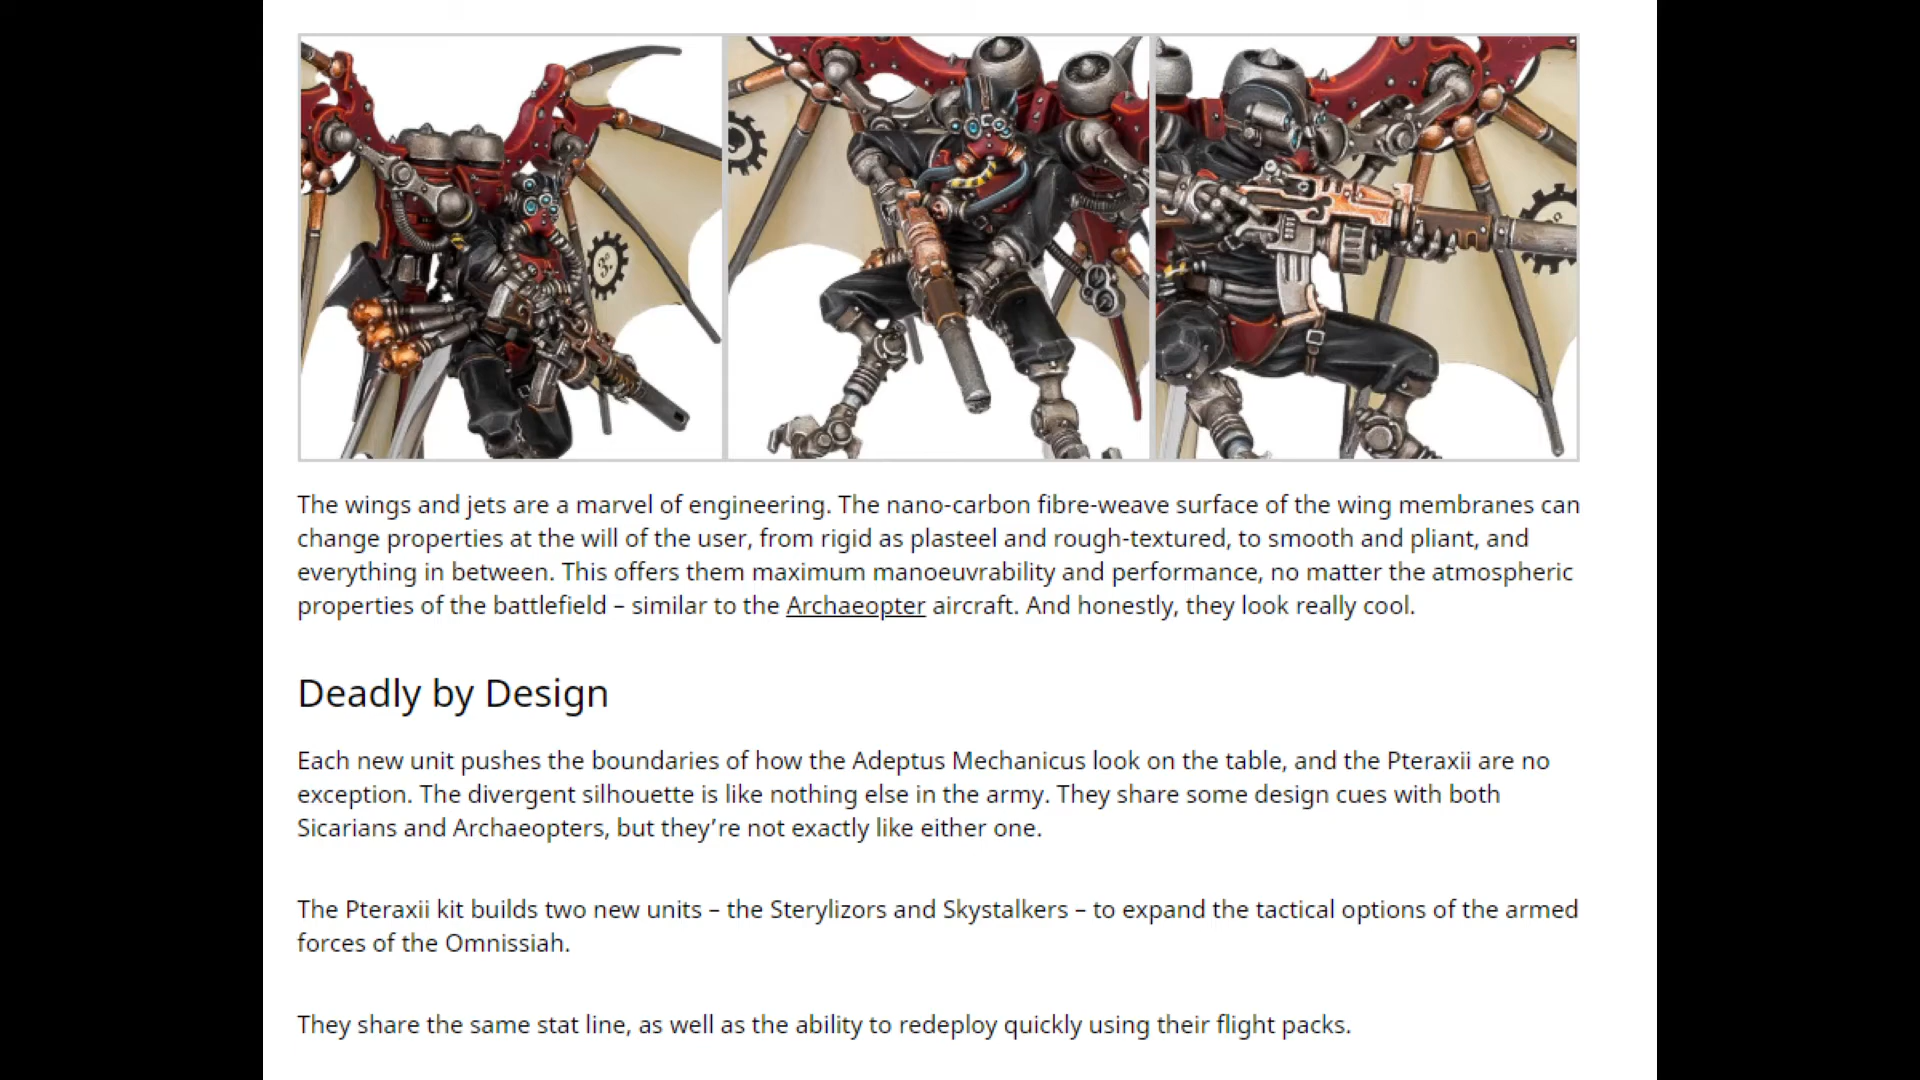 The wings and jets are a marvel of engineering. The nano-carbon fibre-weave surface of the wing membranes can
change properties at the will of the user, from rigid as plasteel and rough-textured, to smooth and pliant, and
everything in between. This offers them maximum manoeuvrability and performance, no matter the atmospheric
properties of the battlefield – similar to the Archaeopter aircraft. And honestly, they look really cool.
Deadly by Design
Each new unit pushes the boundaries of how the Adeptus Mechanicus look on the table, and the Pteraxii are no
exception. The divergent silhouette is like nothing else in the army. They share some design cues with both
Sicarians and Archaeopters, but they’re not exactly like either one.
The Pteraxii kit builds two new units – the Sterylizors and Skystalkers – to expand the tactical options of the armed
forces of the Omnissiah.
They share the same stat line, as well as the ability to redeploy quickly using their flight packs.